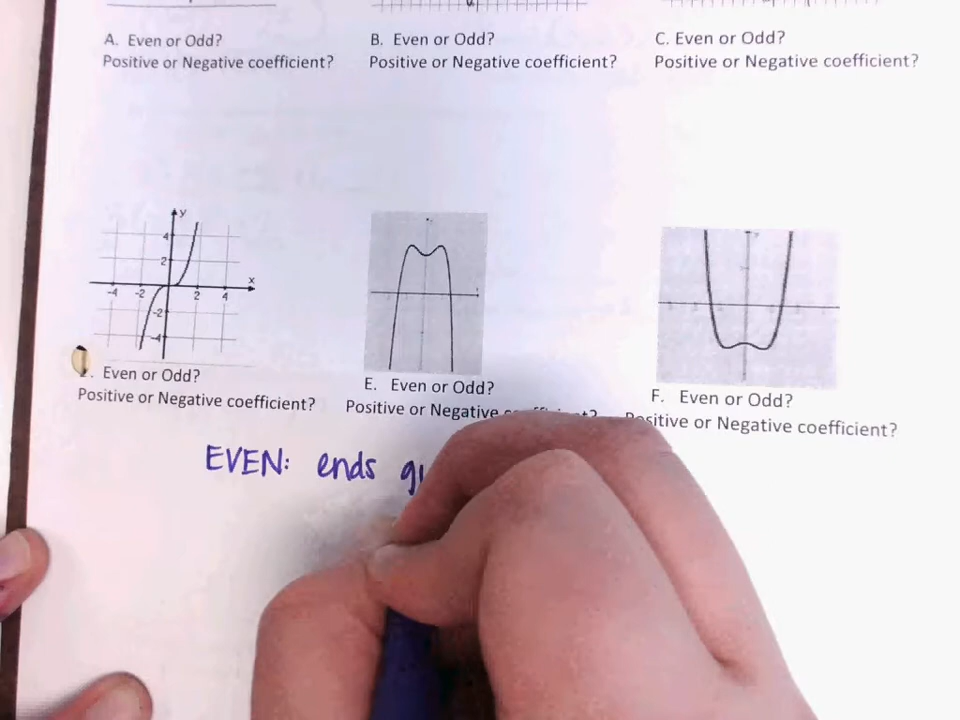 A. Even or Odd?
Positive or Negative coefficient?
B. Even or Odd?
Positive or Negative coefficient?
C. Even or Odd?
Positive or Negative coefficient?
y
4
2
x
-4 -2 2 4
-2
-4
. Even or Odd?
Positive or Negative coefficient?
E. Even or Odd?
Positive or Negative
F. Even or Odd?
Positive or Negative coefficient?
EVEN: ends